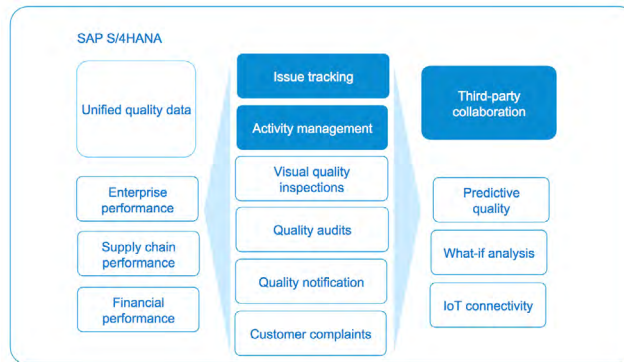 SAP S/4HANA
Unified quality data
Enterprise
performance
Supply chain
performance
Financial
performance
Issue tracking
Activity management
Visual quality
inspections
Quality audits
Quality notification
Customer complaints
Third-party
collaboration
Predictive
quality
What-if analysis
IoT connectivity